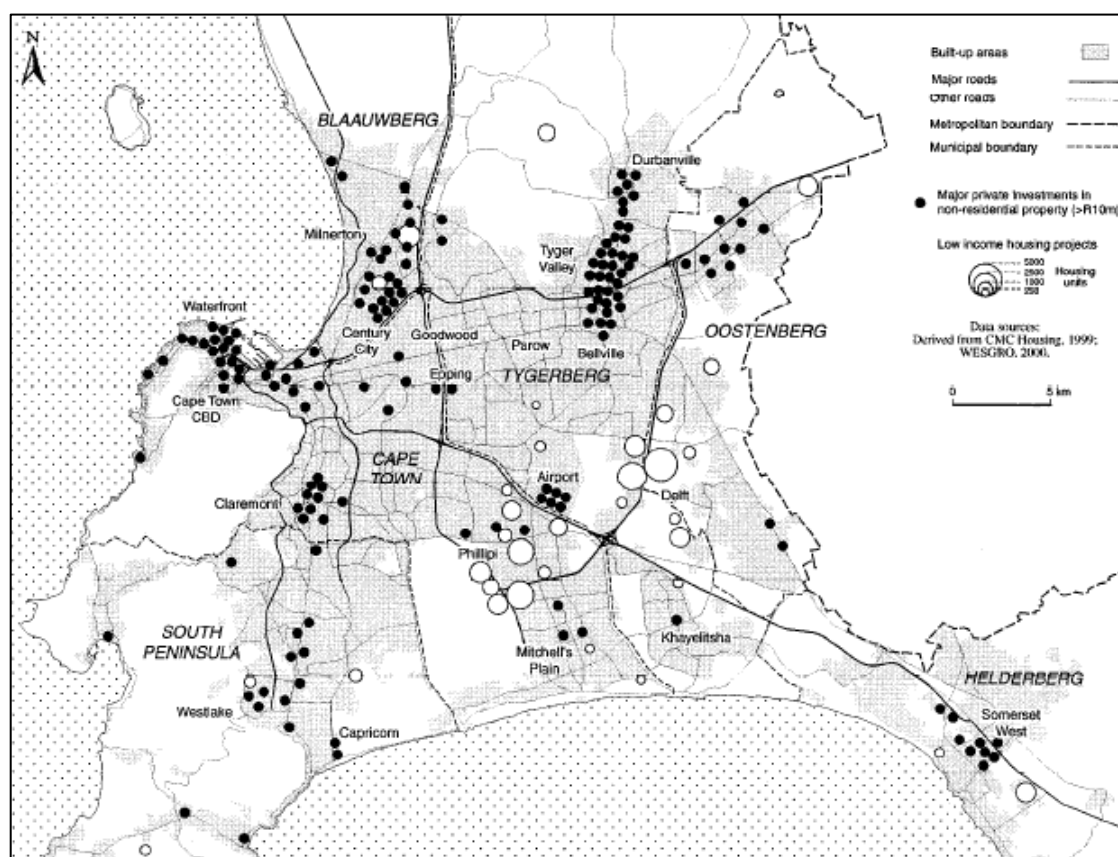 N
BLAAUWBERG
Durbanville
Milnerton
Tyger
Valley
Waterfront
Century
City
Goodwood
Parow
Bellville
OOSTENBERG
Epping
TYGERBERG
Cape Town
CBD
CAPE
TOWN
Airport
Delft
Claremont
Phillipi
SOUTH
PENINSULA
Mitchell's
Plain
Khayelitsha
HELDERBERG
Westlake
Capricorn
Somerset
West
Built-up areas
Major roads
Other roads
Metropolitan boundary
Municipal boundary
Major private Investments in
non-residential property (>R10m)
Low income housing projects
5000
2500
1000
250
Housing
units
Data sources:
Derived from CMC Housing, 1999;
WESGRO, 2000.
0
5 km